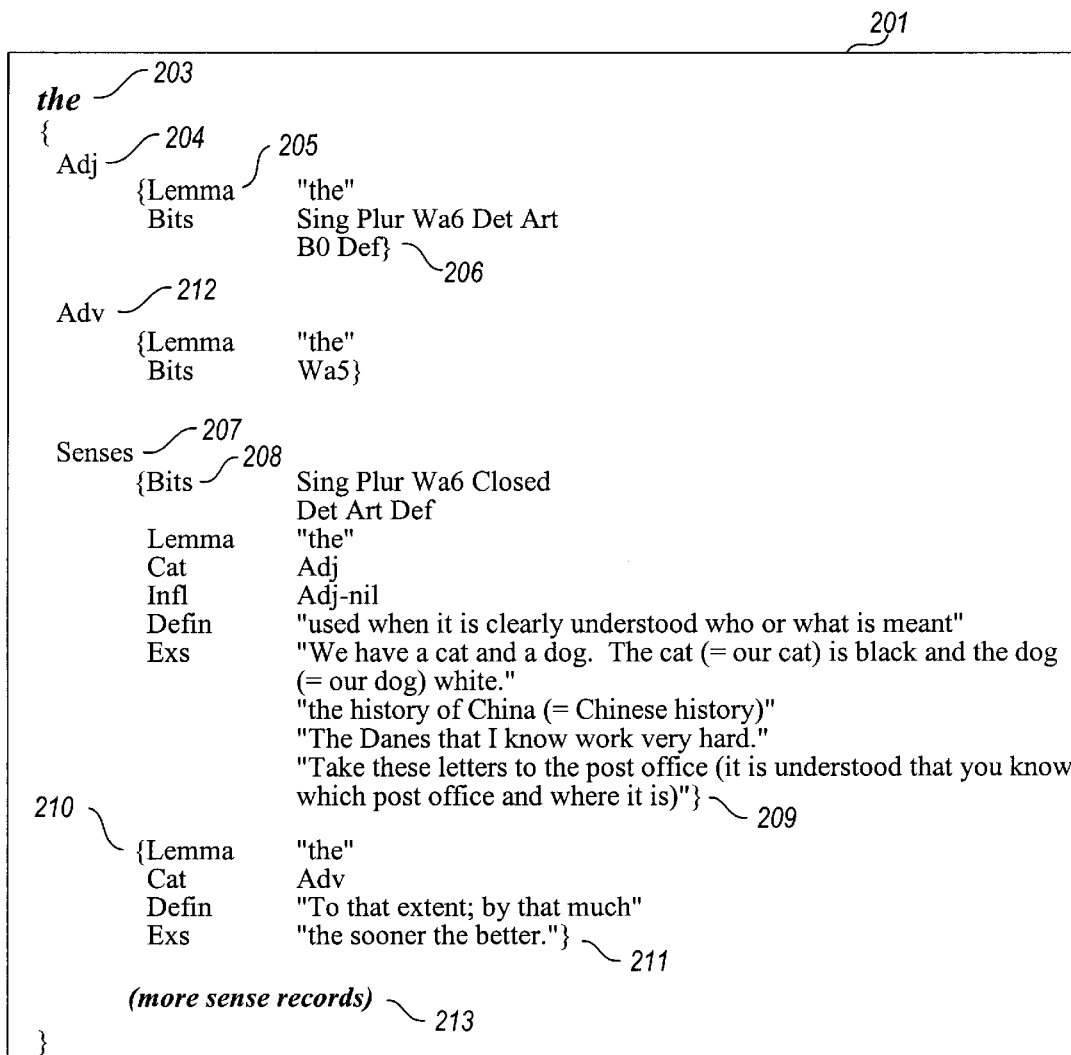 201
the 203
{
Adj 204
{Lemma 205 "the"
Bits Sing Plur Wa6 Det Art
B0 Def} 206
Adv 212
{Lemma "the"
Bits Wa5}
Senses 207
{Bits 208 Sing Plur Wa6 Closed
Det Art Def
Lemma "the"
Cat Adj
Infl Adj-nil
Defin "used when it is clearly understood who or what is meant"
Exs "We have a cat and a dog.  The cat (= our cat) is black and the dog
(= our dog) white."
"the history of China (= Chinese history)"
"The Danes that I know work very hard."
"Take these letters to the post office (it is understood that you know
which post office and where it is)"} 209
210 {Lemma "the"
Cat Adv
Defin "To that extent; by that much"
Exs "the sooner the better."} 211
(more sense records) 213
}